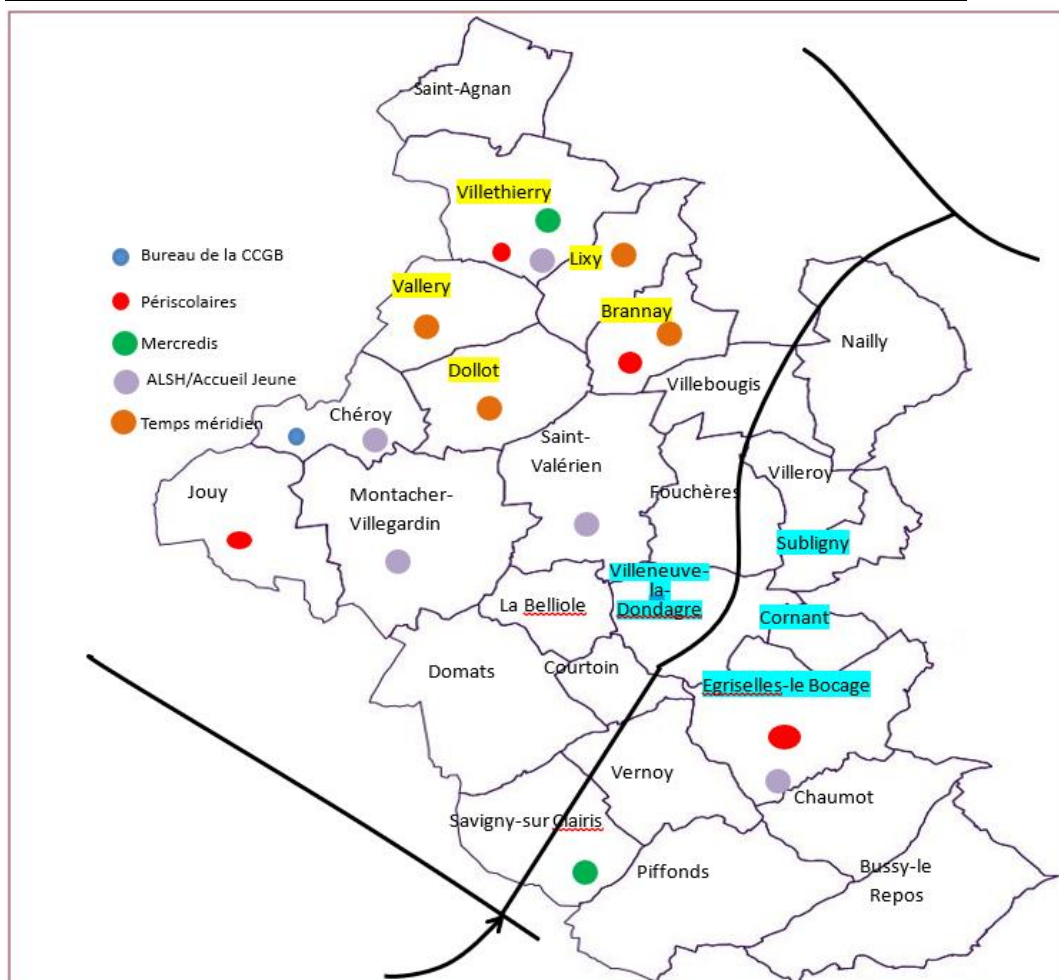 Saint-Agnan
Villethierry
Bureau de la CCGB
Lixy
Vallery
Périscolaires
Brannay
Mercredis
Nailly
Dollot
ALSH/Accueil Jeune
Villebougis
Chéroy
Temps méridien
Saint-
Valérien
Villeroy
Jouy
Montacher-
Villegardin
Fouchères
Subligny
Villeneuve-
la-
Dondagre
La Belliole
Cornant
Domats
Courtoin
Egriselles-le Bocage
Vernoy
Chaumot
Savigny-sur Clairis
Piffonds
Bussy-le
Repos